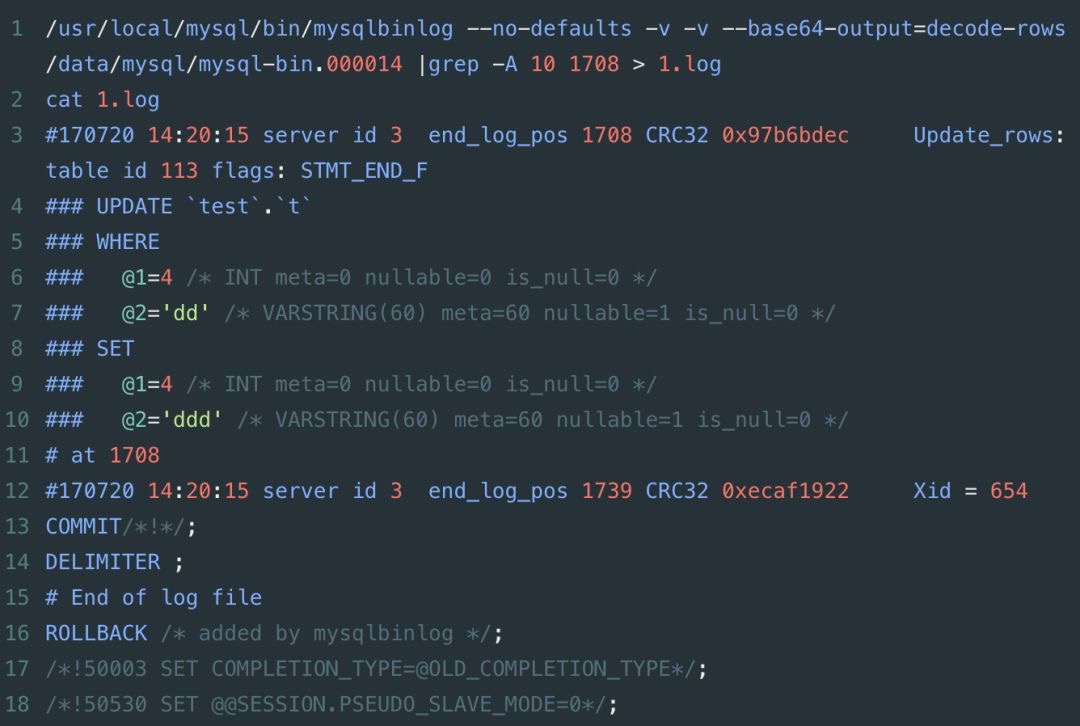 1 /usr/local/mysql/bin/mysqlbinlog --no-defaults -v -v --base64-output=decode-rows
/data/mysql/mysql-bin.000014 |grep -A 10 1708 > 1.log
2 cat 1.log
3 #170720 14:20:15 server id 3  end_log_pos 1708 CRC32 0x97b6bdec     Update_rows:
table id 113 flags: STMT_END_F
4 ### UPDATE `test`.`t`
5 ### WHERE
6 ###   @1=4 /* INT meta=0 nullable=0 is_null=0 */
7 ###   @2='dd' /* VARSTRING(60) meta=60 nullable=1 is_null=0 */
8 ### SET
9 ###   @1=4 /* INT meta=0 nullable=0 is_null=0 */
10 ###   @2='ddd' /* VARSTRING(60) meta=60 nullable=1 is_null=0 */
11 # at 1708
12 #170720 14:20:15 server id 3  end_log_pos 1739 CRC32 0xecaf1922     Xid = 654
13 COMMIT/*!*/;
14 DELIMITER ;
15 # End of log file
16 ROLLBACK /* added by mysqlbinlog */;
17 /*!50003 SET COMPLETION_TYPE=@OLD_COMPLETION_TYPE*/;
18 /*!50530 SET @@SESSION.PSEUDO_SLAVE_MODE=0*/;